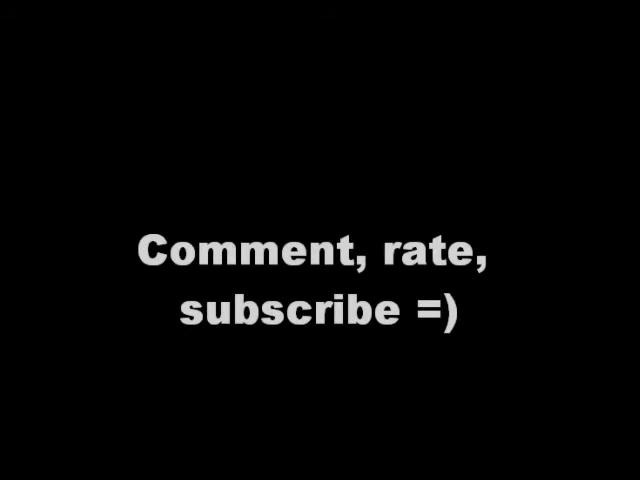 Comment, rate,
subscribe =)